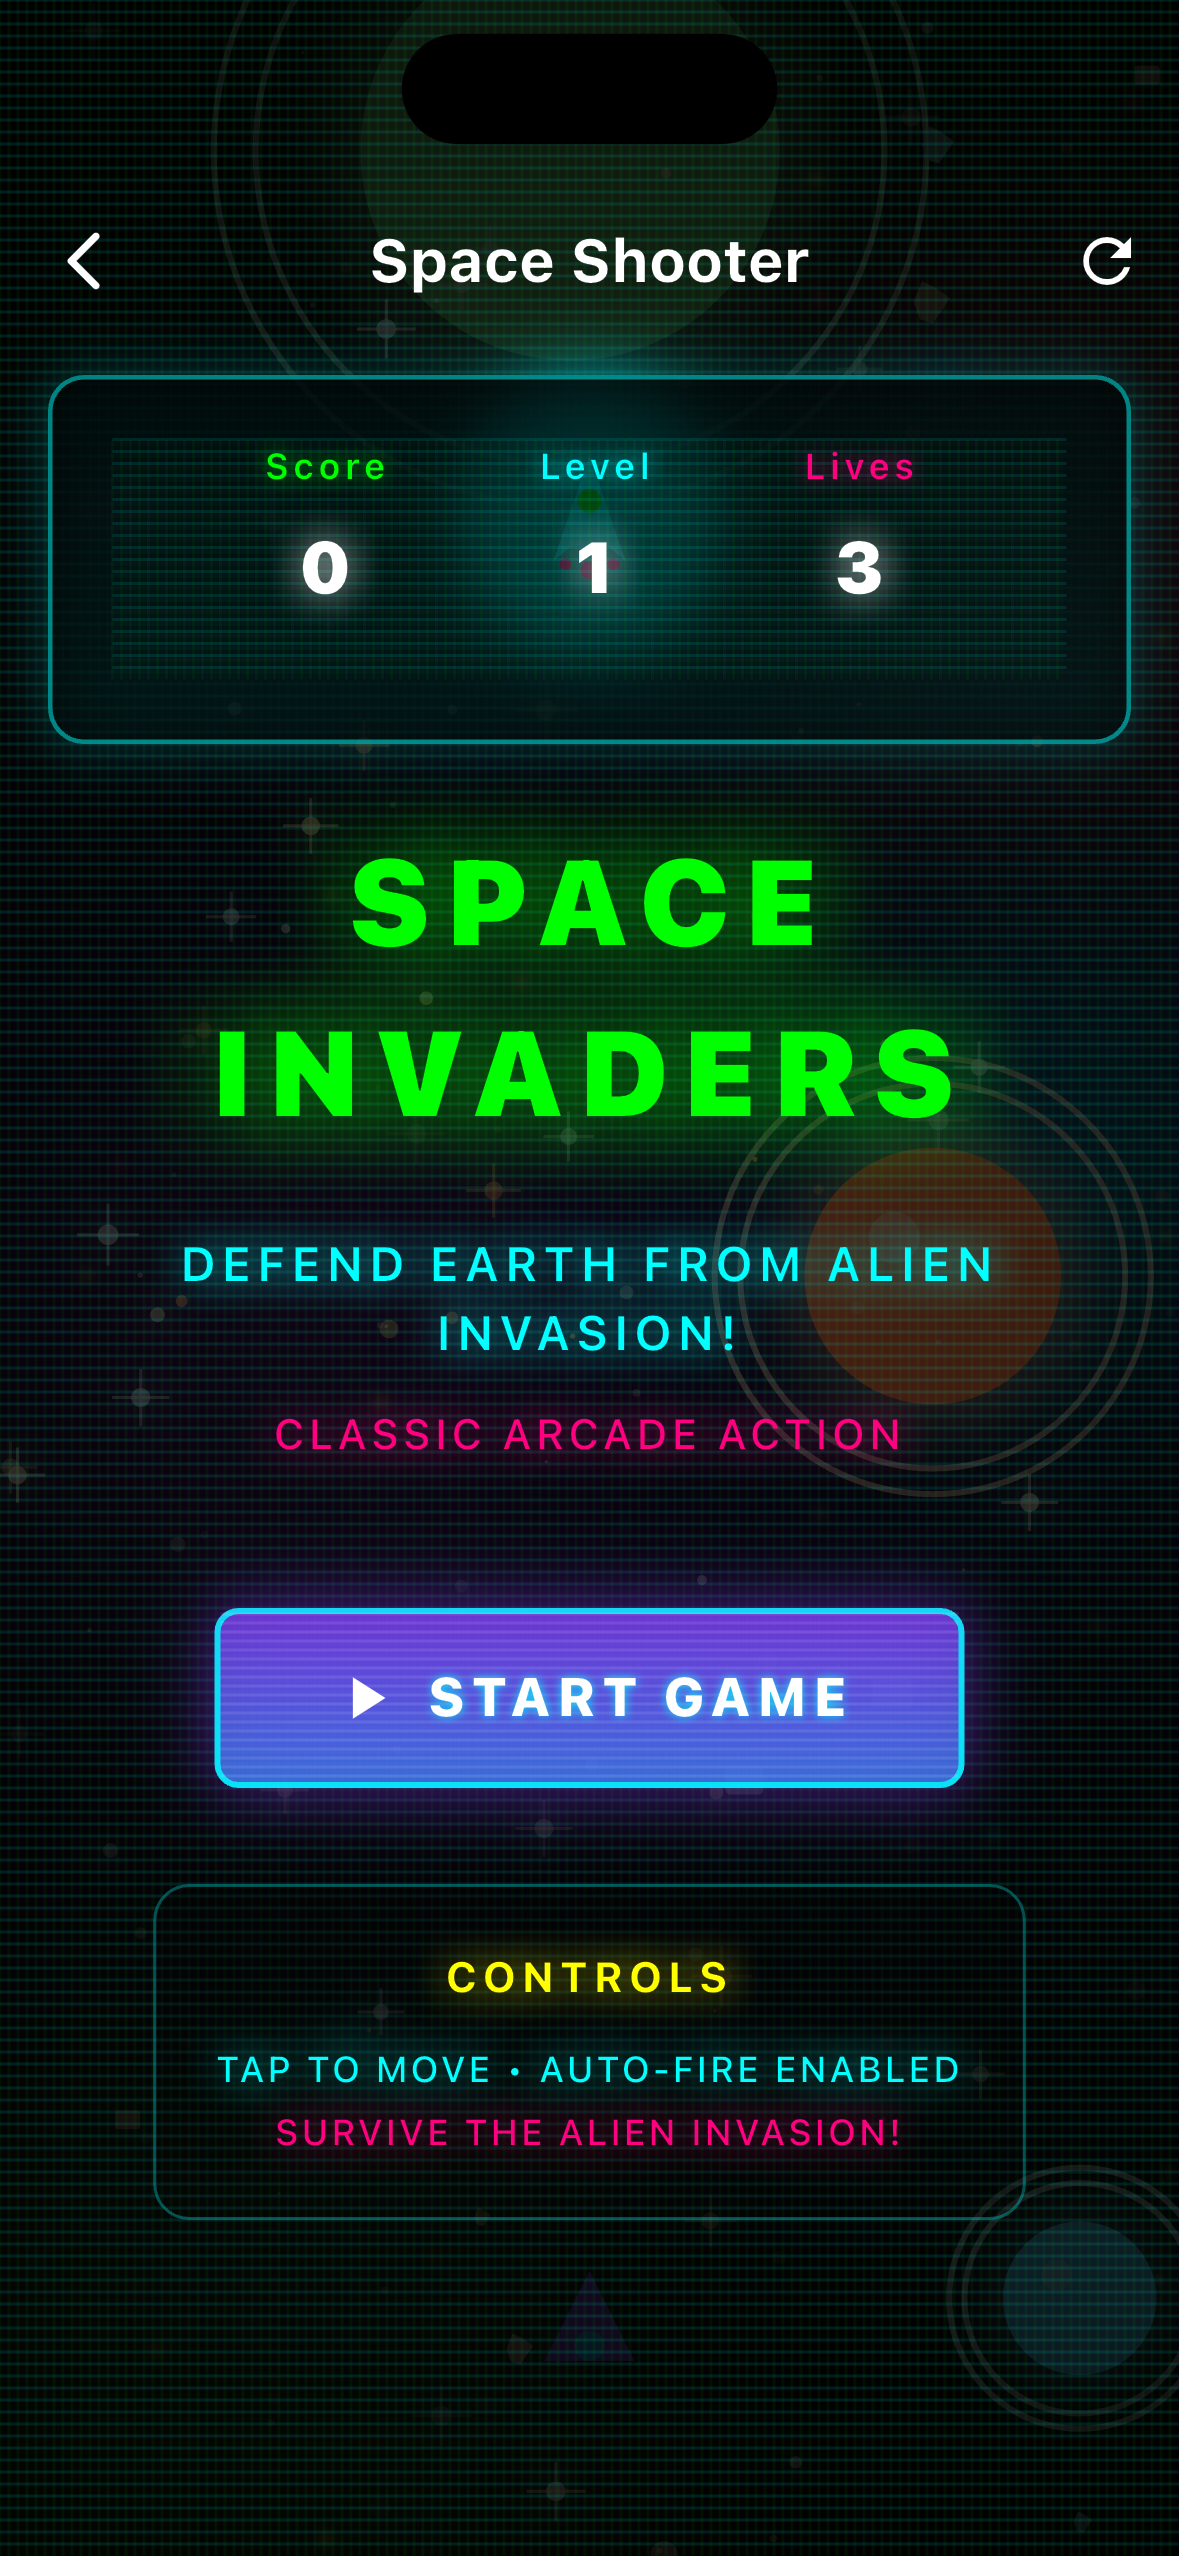 Space Shooter
Score Level Lives
0 1 3
SPACE
INVADERS
DEFEND EARTH FROM ALIEN
INVASION!
CLASSIC ARCADE ACTION
START GAME
CONTROLS
TAP TO MOVE • AUTO-FIRE ENABLED
SURVIVE THE ALIEN INVASION!